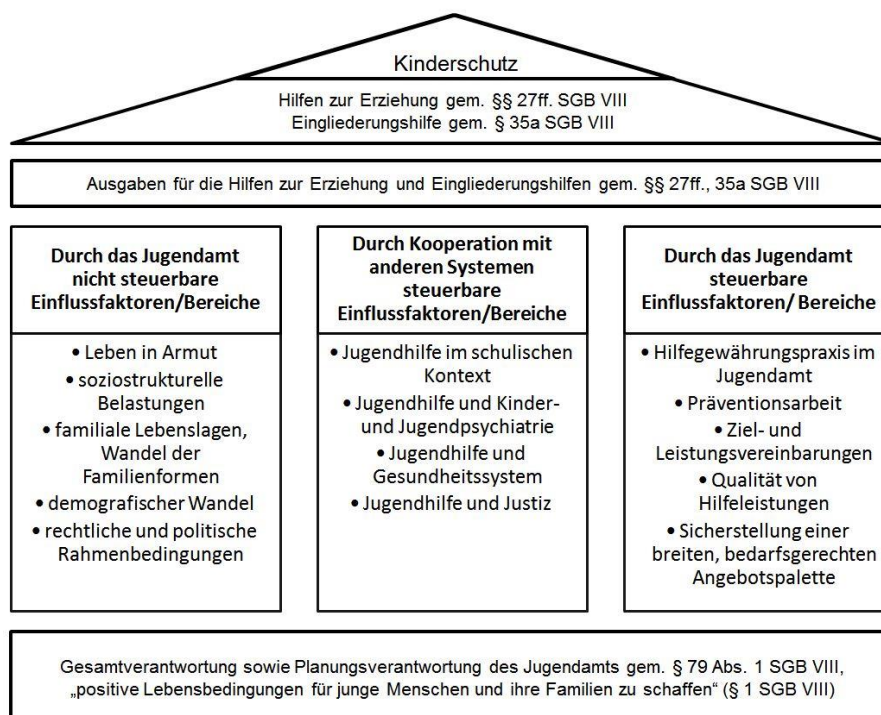 Kinderschutz
Hilfen zur Erziehung gem. §§ 27ff. SGB VIII
Eingliederungshilfe gem. § 35a SGB VIII
Ausgaben für die Hilfen zur Erziehung und Eingliederungshilfen gem. §§ 27ff., 35a SGB VIII
Durch das Jugendamt
nicht steuerbare
Einflussfaktoren/Bereiche
• Leben in Armut
• soziostrukturelle
Belastungen
• familiale Lebenslagen,
Wandel der
Familienformen
• demografischer Wandel
• rechtliche und politische
Rahmenbedingungen
Durch Kooperation mit
anderen Systemen
steuerbare
Einflussfaktoren/Bereiche
• Jugendhilfe im schulischen
Kontext
• Jugendhilfe und Kinder-
und Jugendpsychiatrie
• Jugendhilfe und
Gesundheitssystem
• Jugendhilfe und Justiz
Durch das Jugendamt
steuerbare
Einflussfaktoren/ Bereiche
• Hilfegewährungspraxis im
Jugendamt
• Präventionsarbeit
• Ziel- und
Leistungsvereinbarungen
• Qualität von
Hilfeleistungen
• Sicherstellung einer
breiten, bedarfsgerechten
Angebotspalette
Gesamtverantwortung sowie Planungsverantwortung des Jugendamts gem. § 79 Abs. 1 SGB VIII,
„positive Lebensbedingungen für junge Menschen und ihre Familien zu schaffen“ (§ 1 SGB VIII)